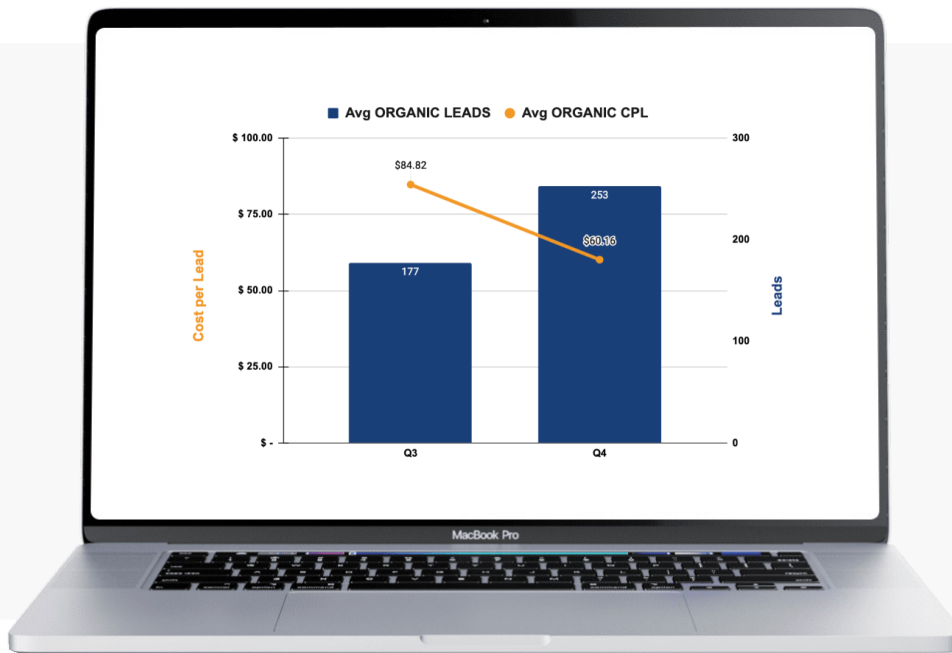 Avg ORGANIC LEADS Avg ORGANIC CPL
$ 100.00
300
$84.82
253
$ 75.00
200
$60.16
177
Cost per Lead
$ 50.00
Leads
100
$ 25.00
$ -
0
Q3
Q4
MacBook Pro